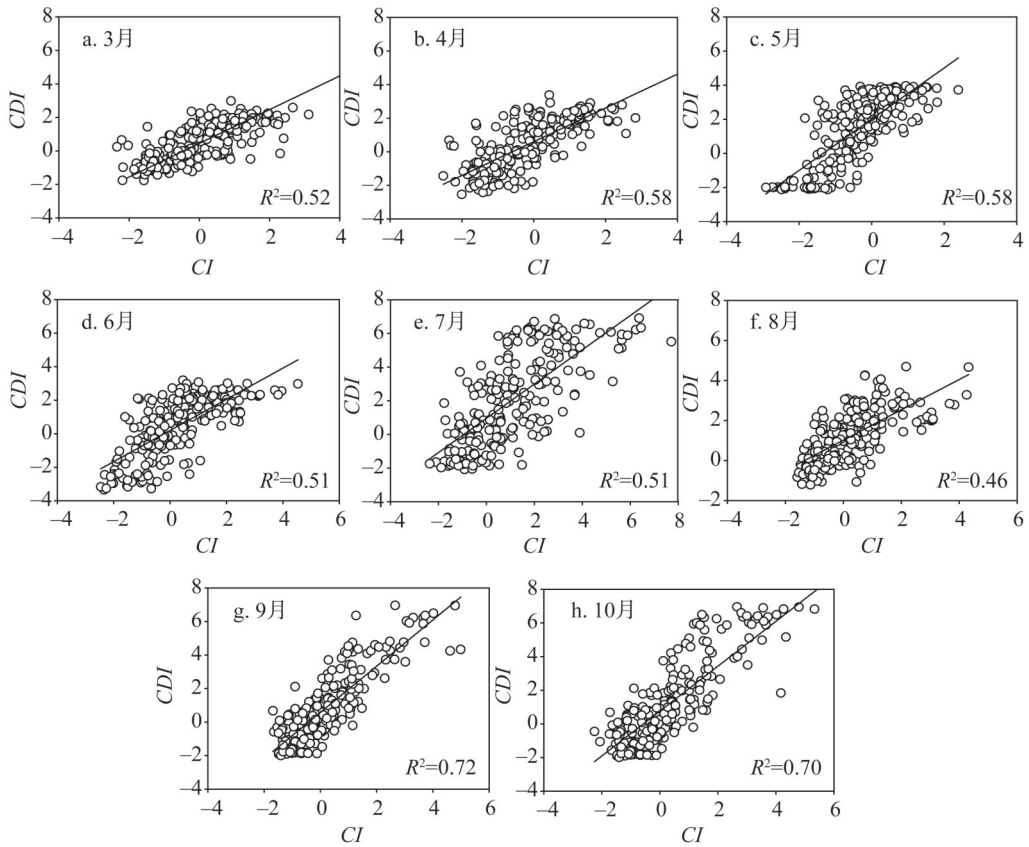 a. 3月
8
6
4
2
0
−2
−4
CDI
R²=0.52
−4 −2 0 2 4
CI
b. 4月
8
6
4
2
0
−2
−4
CDI
R²=0.58
−4 −2 0 2 4
CI
c. 5月
8
6
4
2
0
−2
−4
CDI
R²=0.58
−4 −2 0 2 4
CI
d. 6月
8
6
4
2
0
−2
−4
CDI
R²=0.51
−4 −2 0 2 4 6
CI
e. 7月
8
6
4
2
0
−2
−4
CDI
R²=0.51
−4 −2 0 2 4 6 8
CI
f. 8月
8
6
4
2
0
−2
CDI
R²=0.46
−4 −2 0 2 4 6
CI
g. 9月
8
6
4
2
0
−2
−4
CDI
R²=0.72
−4 −2 0 2 4 6
CI
h. 10月
8
6
4
2
0
−2
−4
CDI
R²=0.70
−4 −2 0 2 4 6
CI